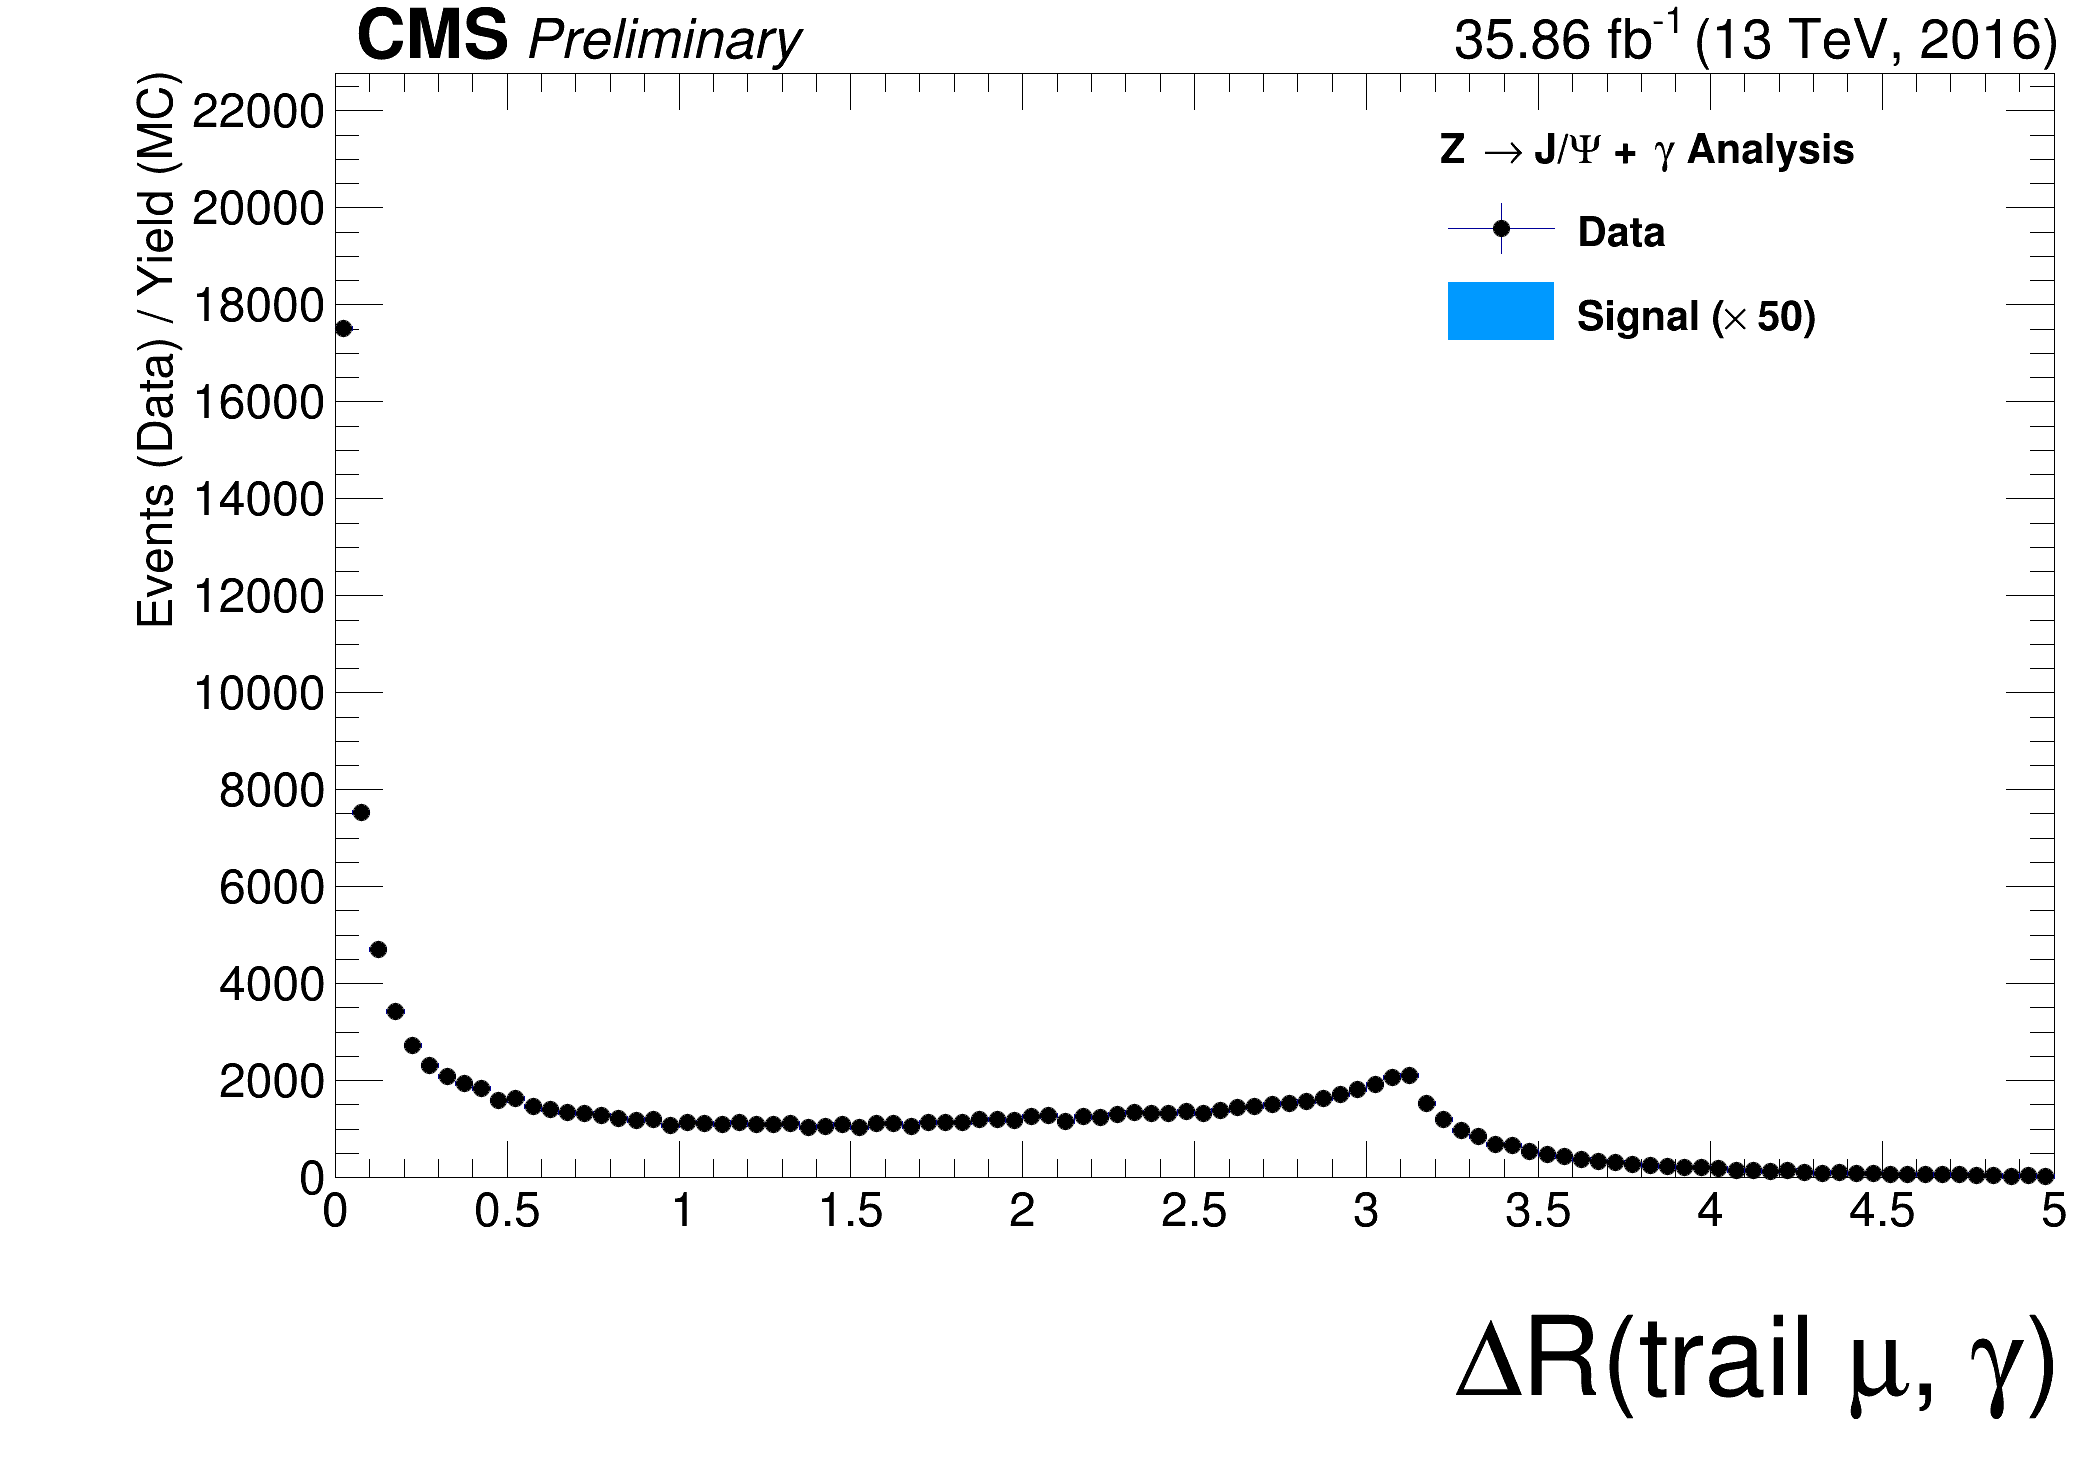 CMS Preliminary
35.86 fb⁻¹ (13 TeV, 2016)
Events (Data) / Yield (MC)
22000
20000
18000
16000
14000
12000
10000
8000
6000
4000
2000
0
Z → J/Ψ + γ Analysis
Data
Signal (× 50)
0 0.5 1 1.5 2 2.5 3 3.5 4 4.5 5
ΔR(trail μ, γ)